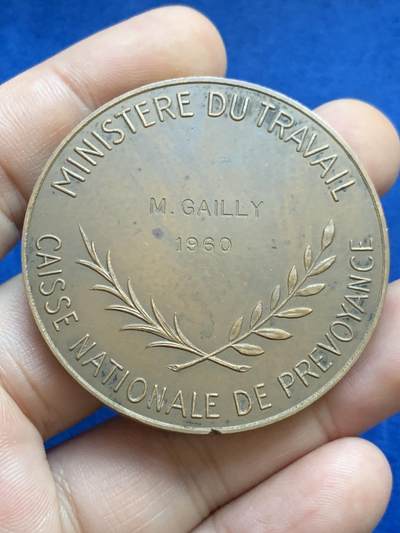 MINISTERE DU TRAVAIL
M. GAILLY
1960
CAISSE NATIONALE DE PREVOYANCE